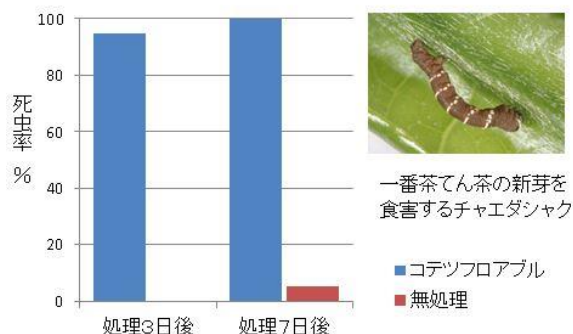 100
80
60
40
20
0
死虫率 %
処理3日後
処理7日後
一番茶てん茶の新芽を
食害するチャエダシャク
コテツフロアブル
無処理